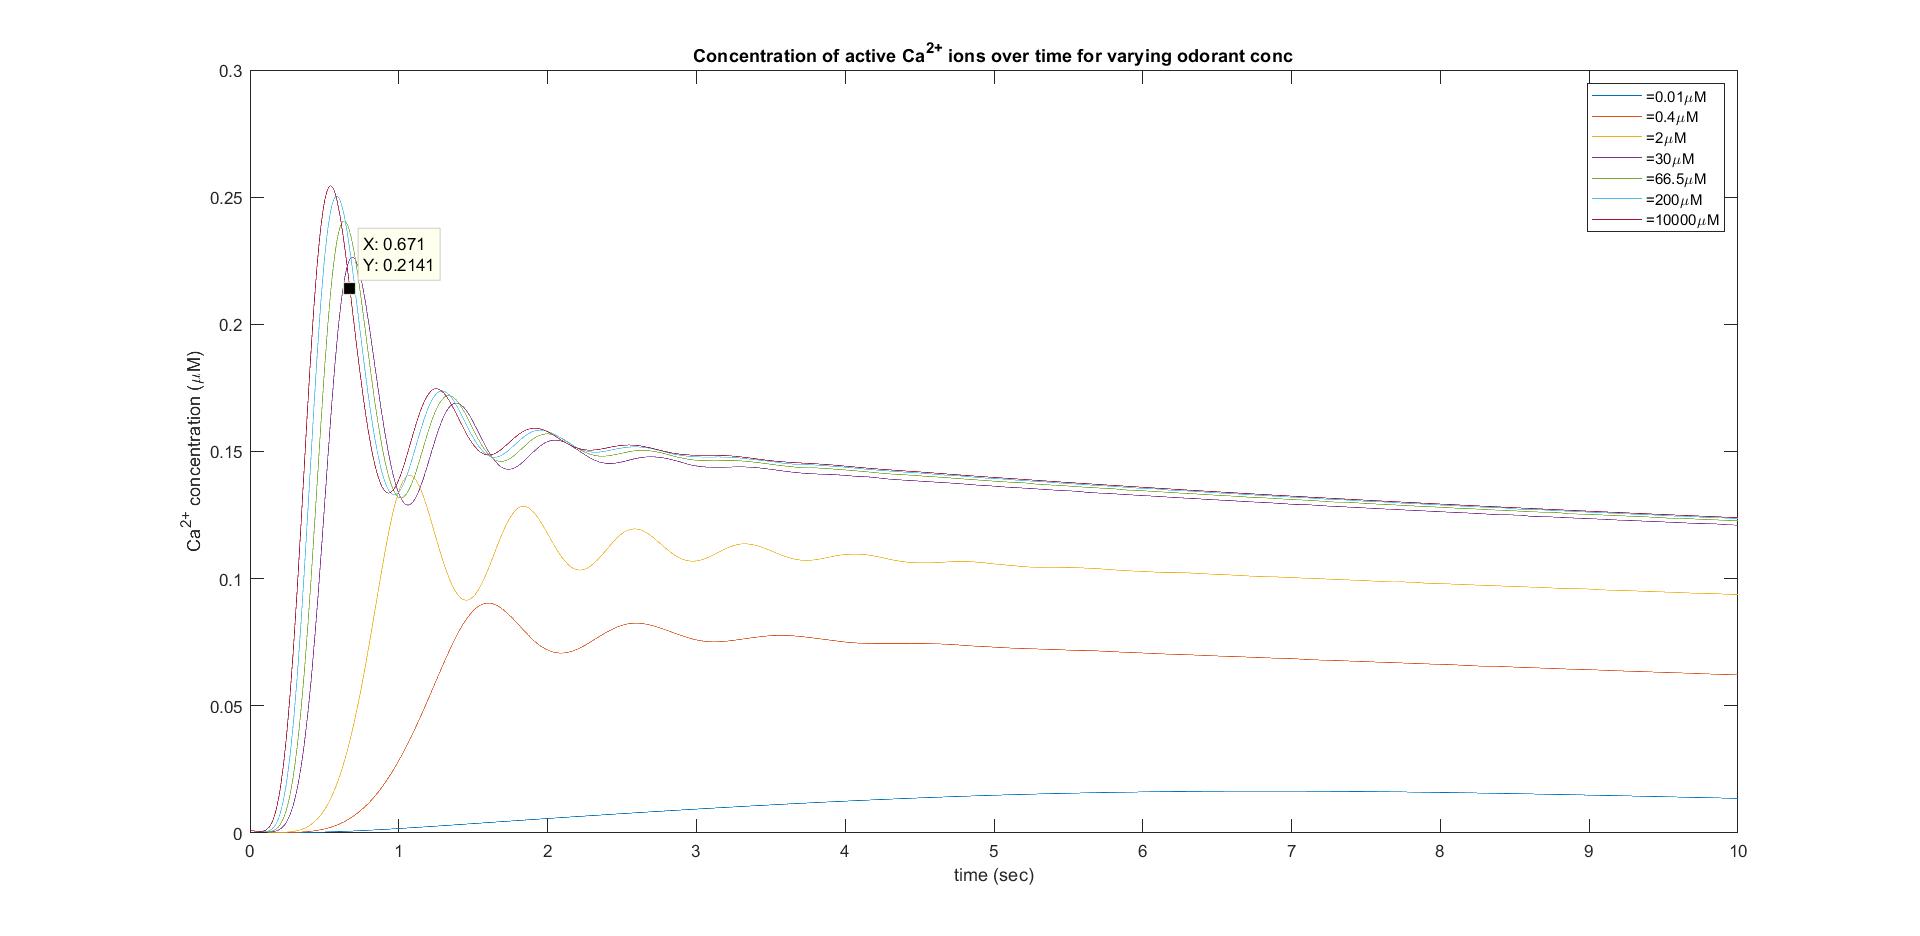 Concentration of active Ca²⁺ ions over time for varying odorant conc
0.3
0.25
0.2
0.15
0.1
0.05
0
Ca²⁺ concentration (μM)
X: 0.671
Y: 0.2141
=0.01μM
=0.4μM
=2μM
=30μM
=66.5μM
=200μM
=10000μM
0 1 2 3 4 5 6 7 8 9 10
time (sec)